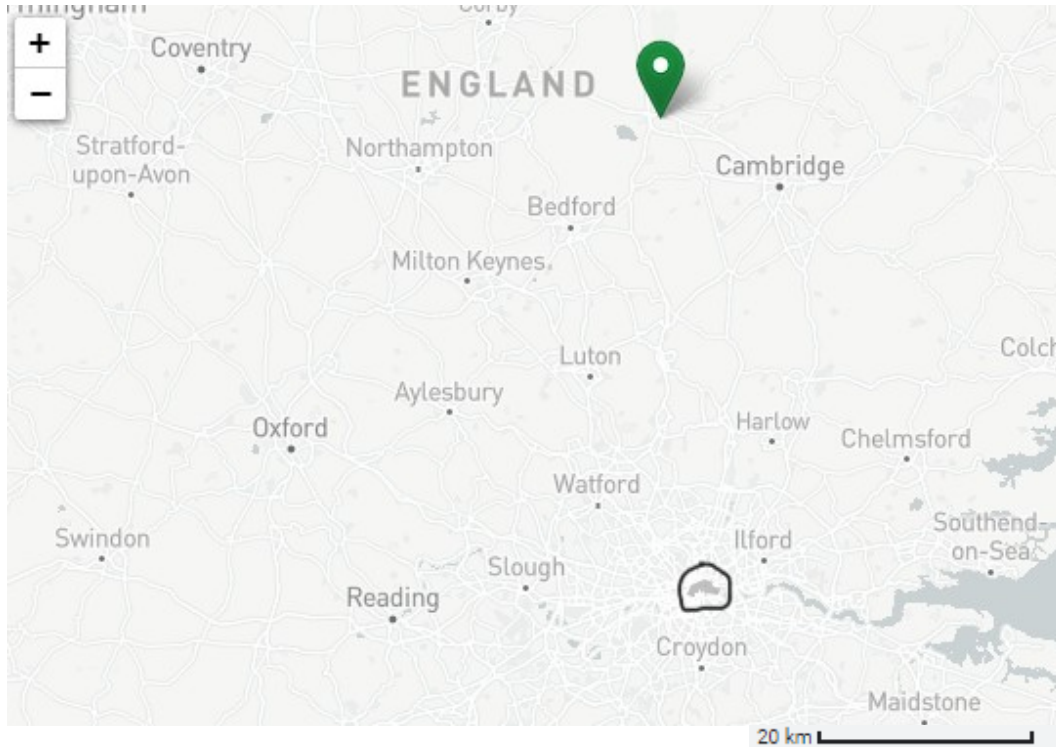 Corby
+
Coventry
ENGLAND
−
Stratford-
upon-Avon
Northampton
Cambridge
Bedford
Milton Keynes
Luton
Aylesbury
Oxford
Harlow
Chelmsford
Watford
Swindon
Ilford
Southend-
on-Sea
Slough
Reading
Croydon
Maidstone
20 km